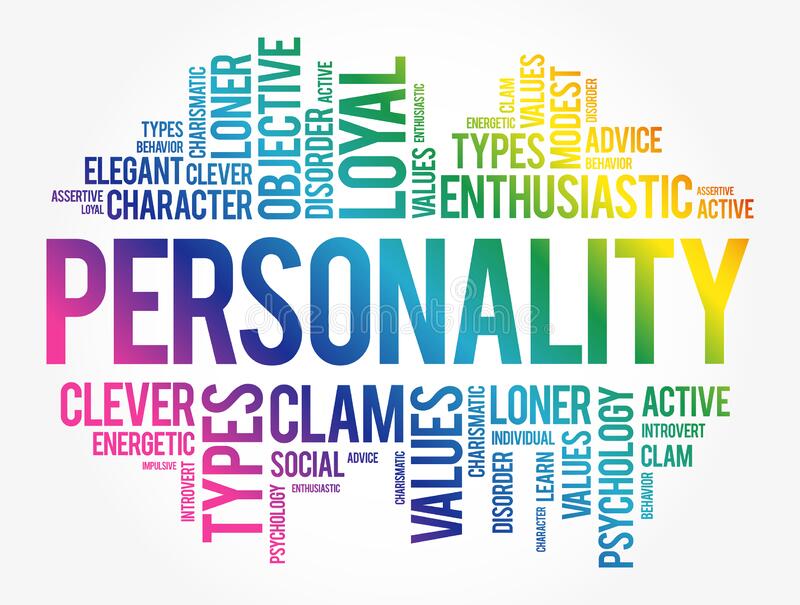 TYPES
BEHAVIOR
ELEGANT
CLEVER
ASSERTIVE
LOYAL
CHARACTER
CHARISMATIC
LONER
OBJECTIVE
DISORDER
ACTIVE
LOYAL
ENTHUSIASTIC
VALUES
ENERGETIC
CLAM
VALUES
MODEST
DISORDER
TYPES
ADVICE
BEHAVIOR
ENTHUSIASTIC
ASSERTIVE
ACTIVE
PERSONALITY
CLEVER
ENERGETIC
IMPULSIVE
INTROVERT
TYPES
CLAM
SOCIAL
ADVICE
PSYCHOLOGY
ENTHUSIASTIC
CHARISMATIC
VALUES
CHARISMATIC
LONER
INDIVIDUAL
DISORDER
LEARN
CHARACTER
VALUES
PSYCHOLOGY
ACTIVE
INTROVERT
CLAM
BEHAVIOR
dreamstime